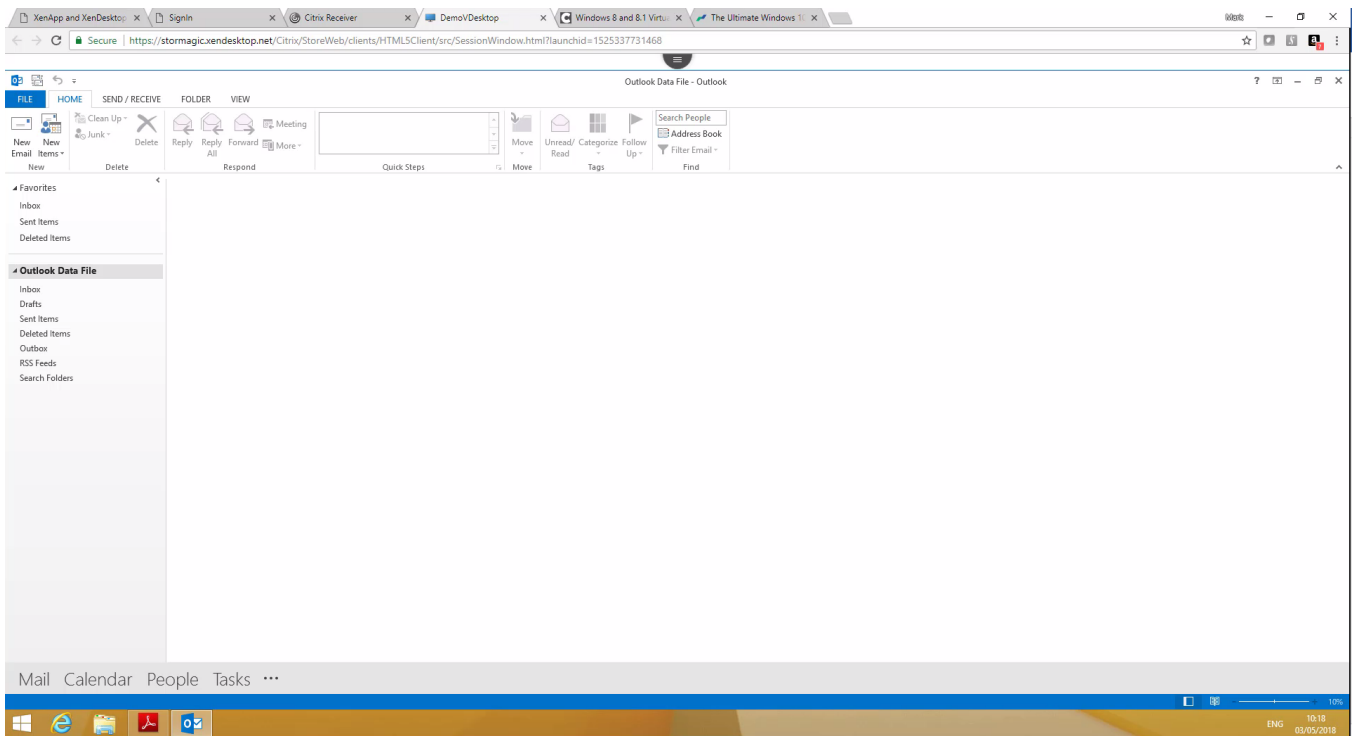 XenApp and XenDesktop
SignIn
Citrix Receiver
DemoVDesktop
Windows 8 and 8.1 Virtu
The Ultimate Windows 10
Secure | https://stormagic.xendesktop.net/Citrix/StoreWeb/clients/HTML5Client/src/SessionWindow.html?launchid=1525337731468
Outlook Data File - Outlook
FILE HOME SEND / RECEIVE FOLDER VIEW
New Email
New Items
New
Clean Up
Junk
Delete
Delete
Reply
Reply All
Forward
Meeting
More
Respond
Quick Steps
Move
Move
Unread/ Read
Categorize
Follow Up
Tags
Search People
Address Book
Filter Email
Find
Favorites
Inbox
Sent Items
Deleted Items
Outlook Data File
Inbox
Drafts
Sent Items
Deleted Items
Outbox
RSS Feeds
Search Folders
Mail Calendar People Tasks •••
10%
ENG
10:18
03/05/2018